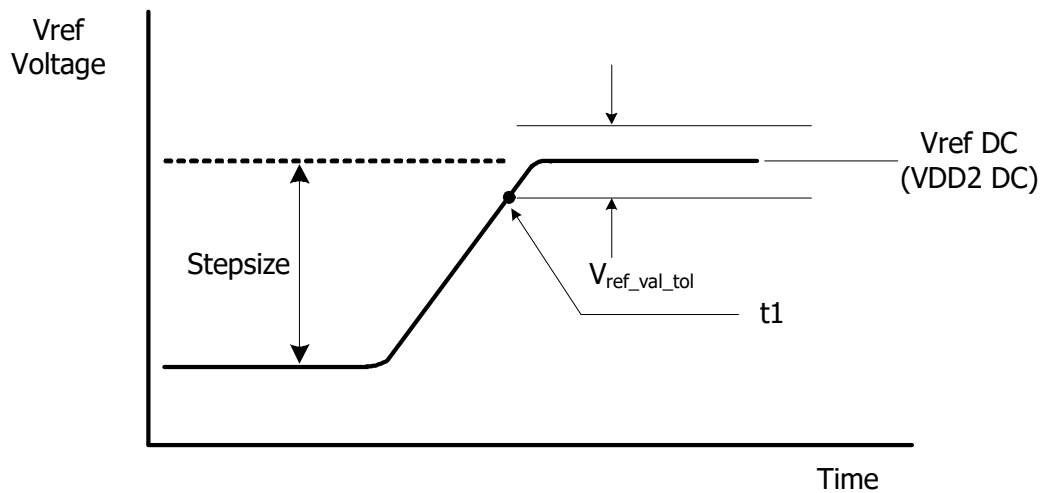 Vref
Voltage
Vref DC
(VDD2 DC)
Stepsize
Vref_val_tol
t1
Time